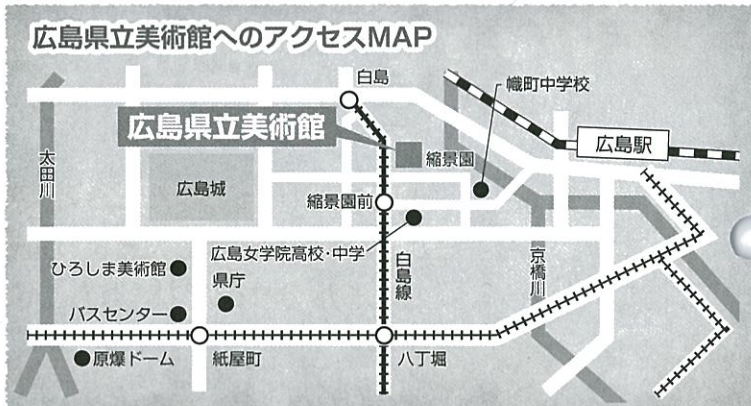 広島県立美術館へのアクセスMAP
白島
幟町中学校
広島県立美術館
広島駅
太田川
縮景園
広島城
縮景園前
広島女学院高校・中学
ひろしま美術館
県庁
白島線
京橋川
バスセンター
原爆ドーム
紙屋町
八丁堀